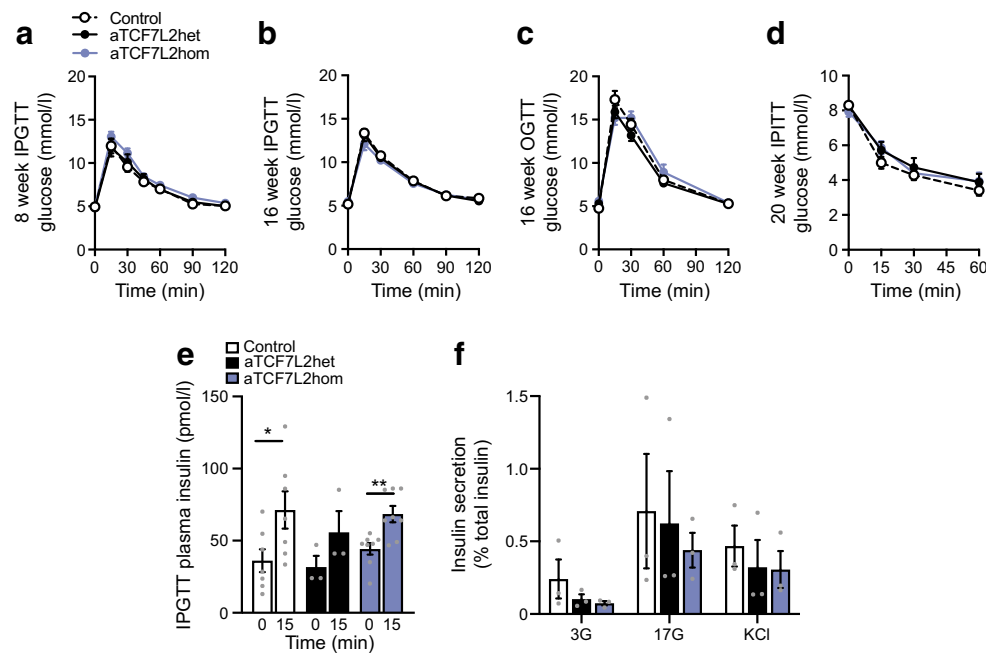 a
Control
aTCF7L2het
aTCF7L2hom
8 week IPGTT
glucose (mmol/l)
20
15
10
5
0
0 30 60 90 120
Time (min)
b
16 week IPGTT
glucose (mmol/l)
20
15
10
5
0
0 30 60 90 120
Time (min)
c
16 week OGTT
glucose (mmol/l)
20
15
10
5
0
0 30 60 90 120
Time (min)
d
20 week IPITT
glucose (mmol/l)
10
8
6
4
2
0
0 15 30 45 60
Time (min)
e
Control
aTCF7L2het
aTCF7L2hom
IPGTT plasma insulin (pmol/l)
150
100
50
0
*
**
0 15 0 15 0 15
Time (min)
f
Insulin secretion
(% total insulin)
1.5
1.0
0.5
0
3G 17G KCl